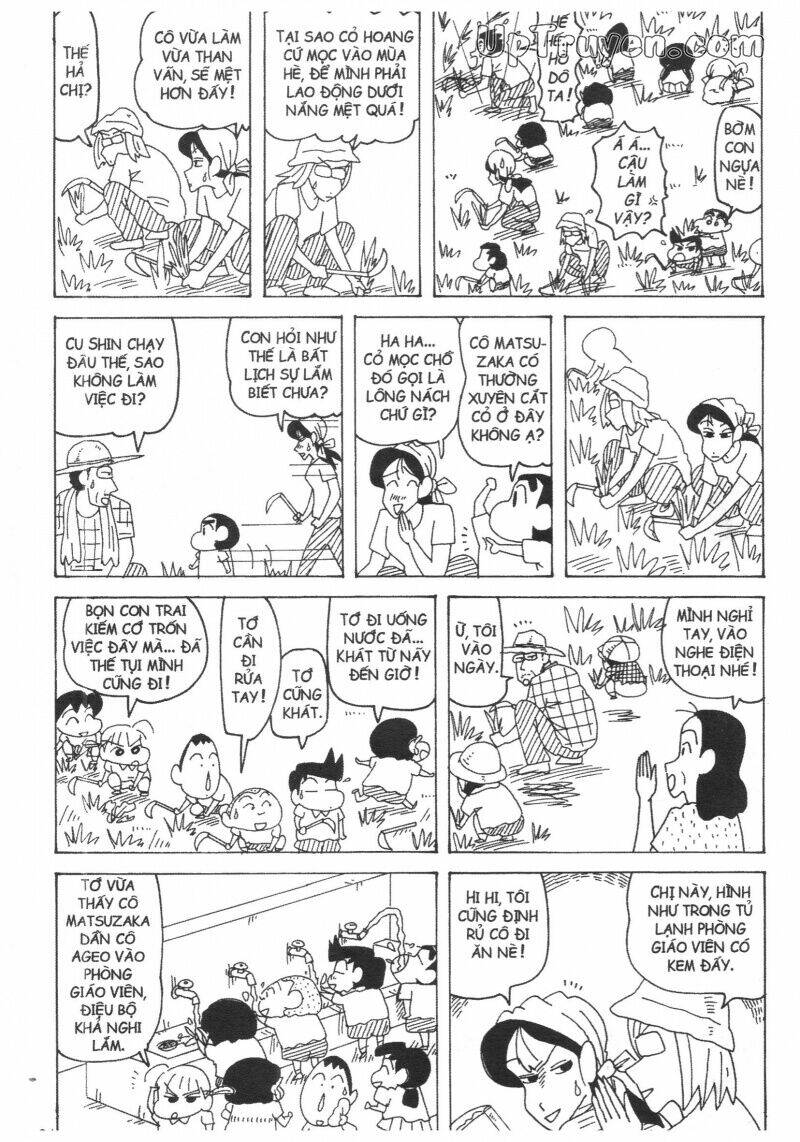 UpTruyen.com
HÈ
HÈ
HÒ
DÔ
TA!
BỜM
CON
NGỰA
NÈ!
Á Á...
CẬU
LÀM
GÌ
VẬY?
TẠI SAO CỎ HOANG
CỨ MỌC VÀO MÙA
HÈ, ĐỂ MÌNH PHẢI
LAO ĐỘNG DƯỚI
NẮNG MỆT QUÁ!
CÔ VỪA LÀM
VỪA THAN
VÃN, SẼ MỆT
HƠN ĐẤY!
THẾ
HẢ
CHỊ?
CÔ MATSU-
ZAKA CÓ
THƯỜNG
XUYÊN CẮT
CỎ Ở ĐÂY
KHÔNG Ạ?
HA HA...
CỎ MỌC CHỖ
ĐÓ GỌI LÀ
LÔNG NÁCH
CHỨ GÌ?
CON HỎI NHƯ
THẾ LÀ BẤT
LỊCH SỰ LẮM
BIẾT CHƯA?
CU SHIN CHẠY
ĐÂU THẾ, SAO
KHÔNG LÀM
VIỆC ĐI?
MÌNH NGHỈ
TAY, VÀO
NGHE ĐIỆN
THOẠI NHÉ!
Ừ, TÔI
VÀO
NGAY.
TỚ ĐI UỐNG
NƯỚC ĐÃ...
KHÁT TỪ NÃY
ĐẾN GIỜ!
TỚ
CŨNG
KHÁT.
TỚ
CẦN
ĐI
RỬA
TAY!
BỌN CON TRAI
KIẾM CỚ TRỐN
VIỆC ĐÂY MÀ... ĐÃ
THẾ TỤI MÌNH
CŨNG ĐI!
CHỊ NÀY, HÌNH
NHƯ TRONG TỦ
LẠNH PHÒNG
GIÁO VIÊN CÓ
KEM ĐẤY.
HI HI, TÔI
CŨNG ĐỊNH
RỦ CÔ ĐI
ĂN NÈ!
TỚ VỪA
THẤY CÔ
MATSUZAKA
DẪN CÔ
AGEO VÀO
PHÒNG
GIÁO VIÊN,
ĐIỆU BỘ
KHẢ NGHI
LẮM.